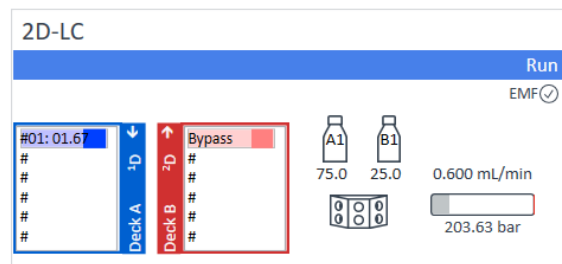 2D-LC
Run
EMF
#01: 01.67
#
#
#
#
#
Deck A ¹D
Deck B ²D
Bypass
#
#
#
#
#
A1 B1
75.0 25.0 0.600 mL/min
203.63 bar